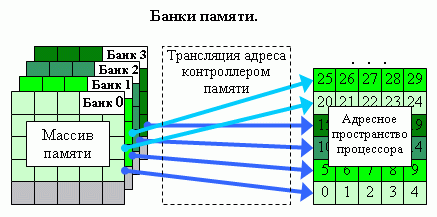 Банки памяти.
Банк 3
Банк 2
Банк 1
Банк 0
Массив
памяти
Трансляция адреса
контроллером
памяти
. . .
25 26 27 28 29
20 21 22 23 24
9
Адресное
пространство
процессора
10 4
5 6 7 8 9
0 1 2 3 4